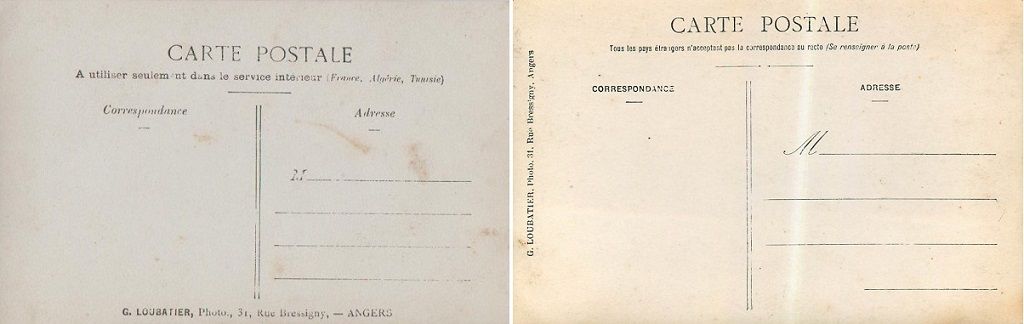 CARTE POSTALE
A utiliser seulement dans le service intérieur (France, Algérie, Tunisie)
Correspondance
Adresse
M
G. LOUBATIER, Photo., 31, Rue Bressigny, — ANGERS
CARTE POSTALE
Tous les pays étrangers n'acceptent pas la correspondance au recto (Se renseigner à la poste)
CORRESPONDANCE
ADRESSE
M
G. LOUBATIER, Photo, 31, Rue Bressigny, Angers